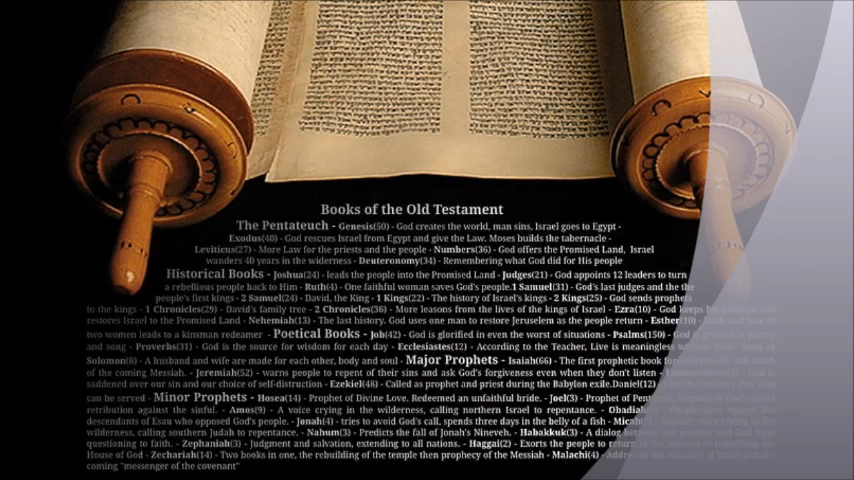 Books of the Old Testament
The Pentateuch - Genesis(50) - God creates the world, man sins, Israel goes to Egypt -
Exodus(40) - God rescues Israel from Egypt and give the Law. Moses builds the tabernacle -
Leviticus(27) - More Law for the priests and the people - Numbers(36) - God offers the Promised Land, Israel
wanders 40 years in the wilderness - Deuteronomy(34) - Remembering what God did for His people
Historical Books - Joshua(24) - leads the people into the Promised Land - Judges(21) - God appoints 12 leaders to turn
a rebellious people back to Him - Ruth(4) - One faithful woman saves God's people.1 Samuel(31) - God's last judges and the the
people's first kings - 2 Samuel(24) - David, the King - 1 Kings(22) - The history of Israel's kings - 2 Kings(25) - God sends prophets
to the kings - 1 Chronicles(29) - David's family tree - 2 Chronicles(36) - More lessons from the lives of the kings of Israel - Ezra(10) - God keeps his promise and
restores Israel to the Promised Land - Nehemiah(13) - The last history. God uses one man to restore Jeruselem as the people return - Esther(10) -
two women leads to a kinsman redeemer - Poetical Books - Job(42) - God is glorified in even the worst of situations - Psalms(150) - God is praised in poetry
and song - Proverbs(31) - God is the source for wisdom for each day - Ecclesiastes(12) - According to the Teacher, Live is meaningless without God - Song of
Solomon(8) - A husband and wife are made for each other, body and soul - Major Prophets - Isaiah(66) - The first prophetic book
of the coming Messiah. - Jeremiah(52) - warns people to repent of their sins and ask God's forgiveness even when they don't listen -
saddened over our sin and our choice of self-distruction - Ezekiel(48) - Called as prophet and priest during the Babylon exile.Daniel(12)
can be served - Minor Prophets - Hosea(14) - Prophet of Divine Love. Redeemed an unfaithful bride. - Joel(3) - Prophet of
retribution against the sinful. - Amos(9) - A voice crying in the wilderness, calling northern Israel to repentance. - Obadiah
descendants of Esau who opposed God's people. - Jonah(4) - tries to avoid God's call, spends three days in the belly of a fish - Micah
wilderness, calling southern Judah to repentance. - Nahum(3) - Predicts the fall of Jonah's Nineveh. - Habakkuk(3) - A dialog
questioning to faith. - Zephaniah(3) - Judgment and salvation, extending to all nations. - Haggai(2) - Exorts the people to
House of God - Zechariah(14) - Two books in one, the rebuilding of the temple then prophecy of the Messiah - Malachi(4) -
coming "messenger of the covenant"